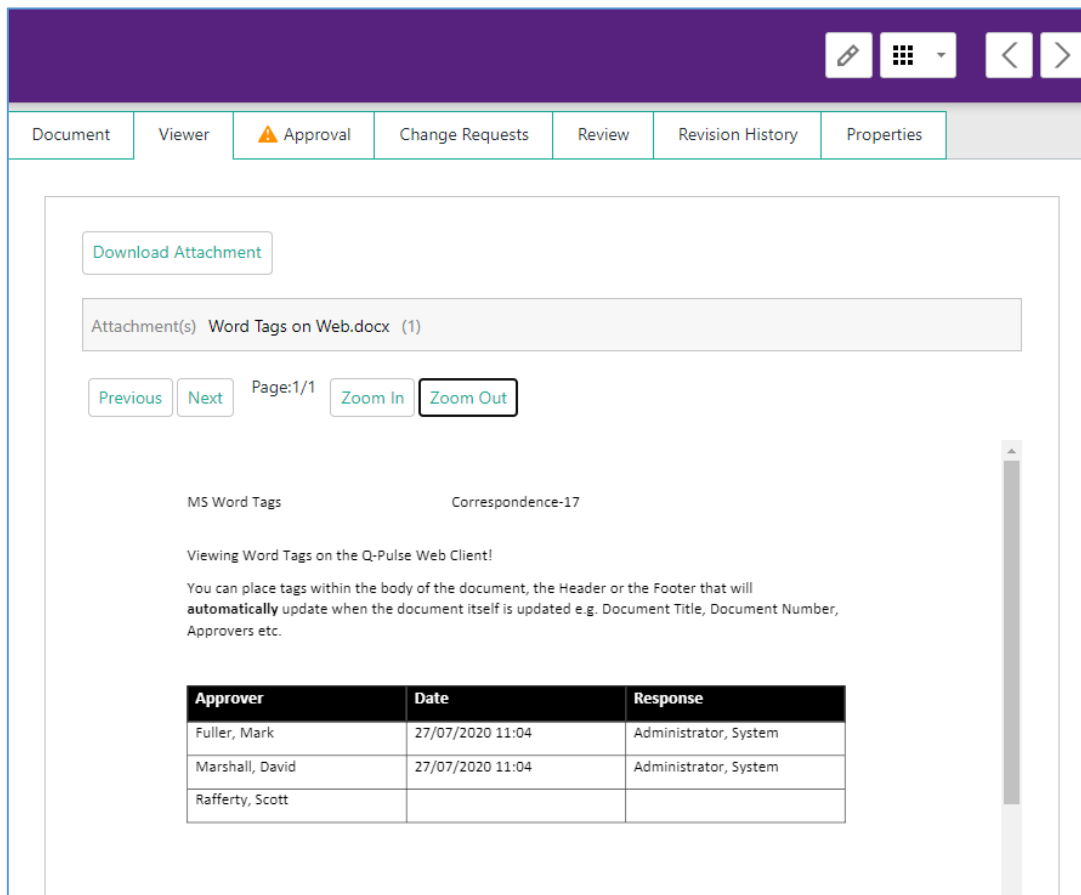 Document Viewer Approval Change Requests Review Revision History Properties
Download Attachment
Attachment(s) Word Tags on Web.docx (1)
Previous Next Page:1/1 Zoom In Zoom Out
MS Word Tags Correspondence-17
Viewing Word Tags on the Q-Pulse Web Client!
You can place tags within the body of the document, the Header or the Footer that will
automatically update when the document itself is updated e.g. Document Title, Document Number,
Approvers etc.
Approver Date Response
Fuller, Mark 27/07/2020 11:04 Administrator, System
Marshall, David 27/07/2020 11:04 Administrator, System
Rafferty, Scott